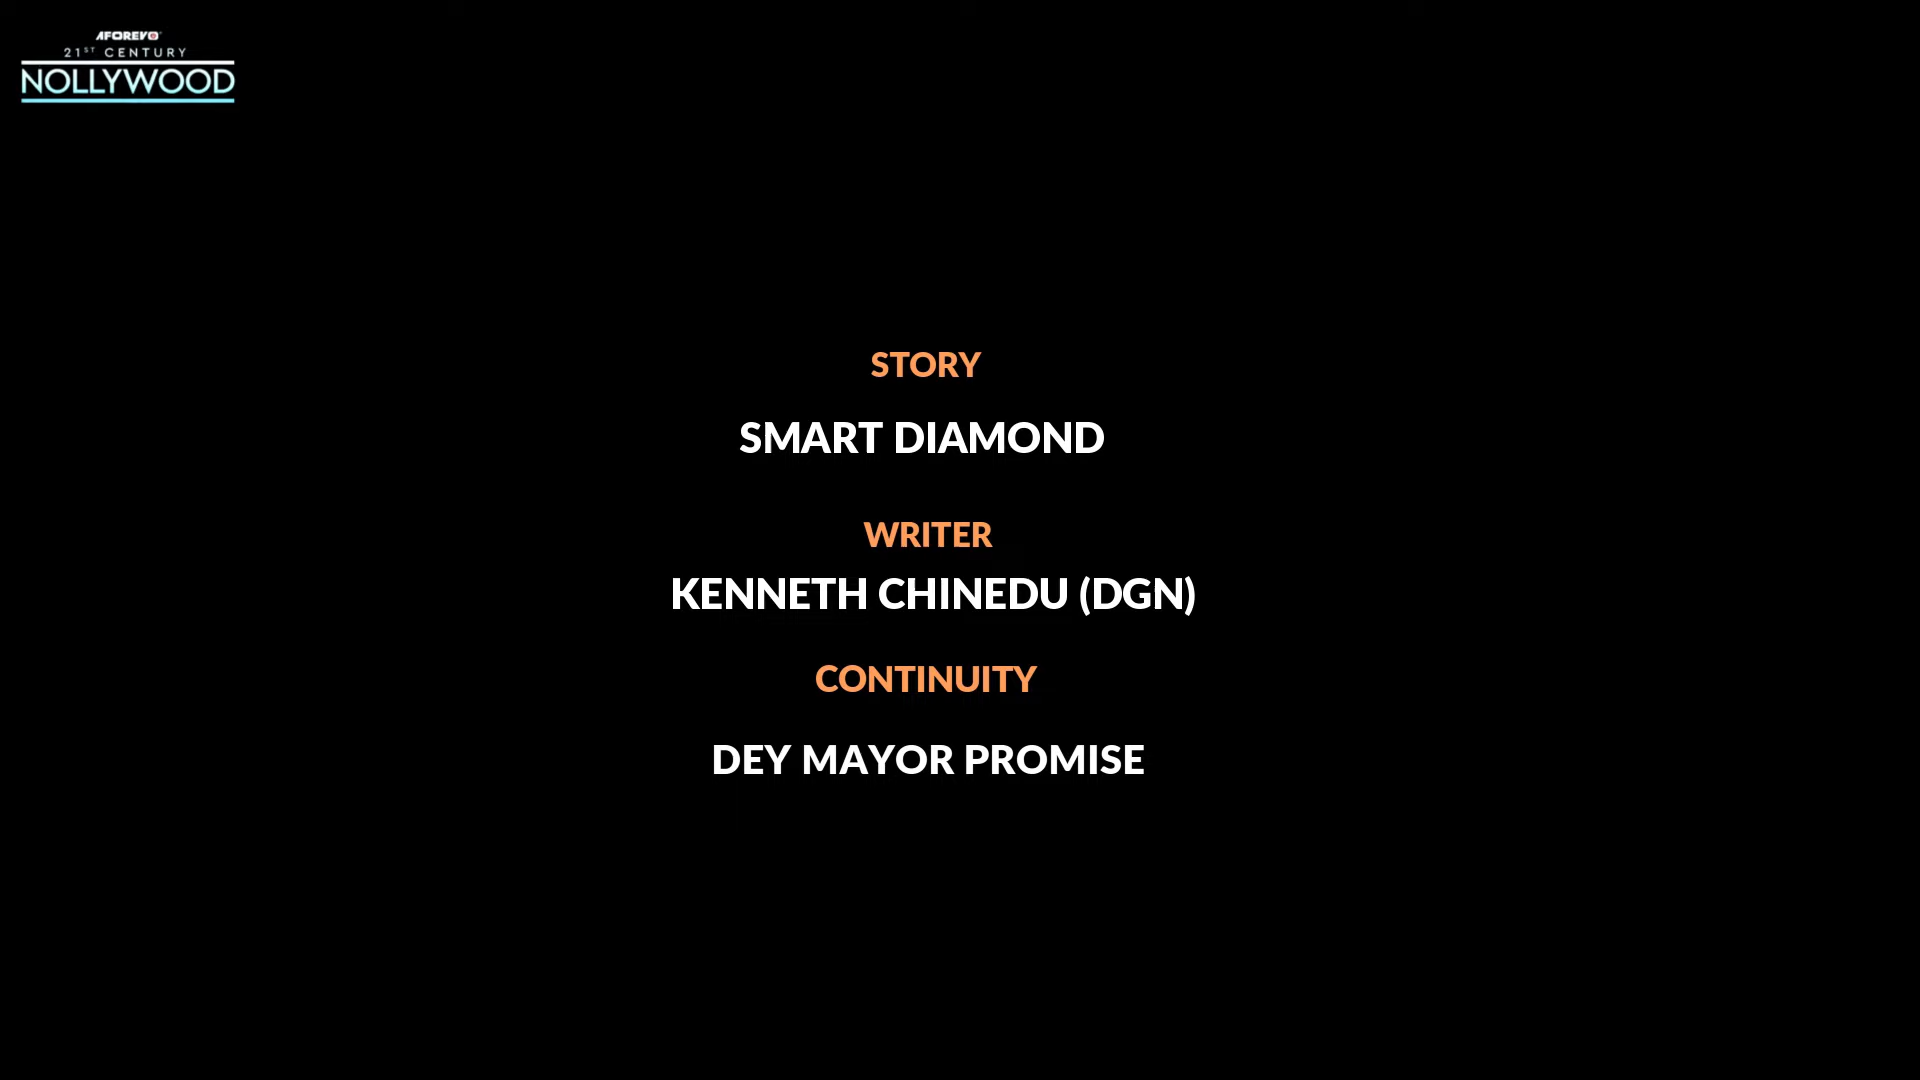 AFOREVO
21ST CENTURY
NOLLYWOOD
STORY
SMART DIAMOND
WRITER
KENNETH CHINEDU (DGN)
CONTINUITY
DEY MAYOR PROMISE